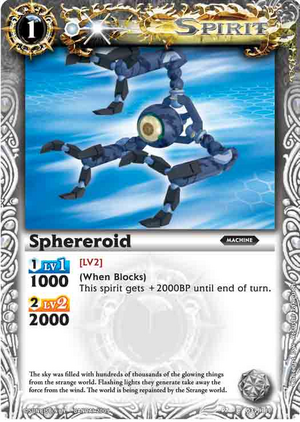 1
SPIRIT
Sphereroid
MACHINE
1 LV1
1000
2 LV2
2000
[LV2]
(When Blocks)
This spirit gets +2000BP until end of turn.
The sky was filled with hundreds of thousands of the glowing things
from the strange world. Flashing lights they generate take away the
force from the wind. The world is being repainted by the Strange world.